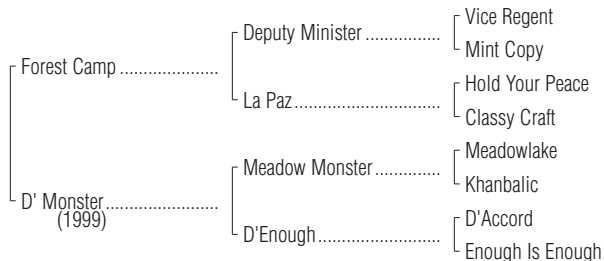 Vice Regent
Deputy Minister ................
Mint Copy
Forest Camp .....................
Hold Your Peace
La Paz...............................
Classy Craft
Meadowlake
Meadow Monster..............
Khanbalic
D' Monster........................
(1999)
D'Accord
D'Enough..........................
Enough Is Enough